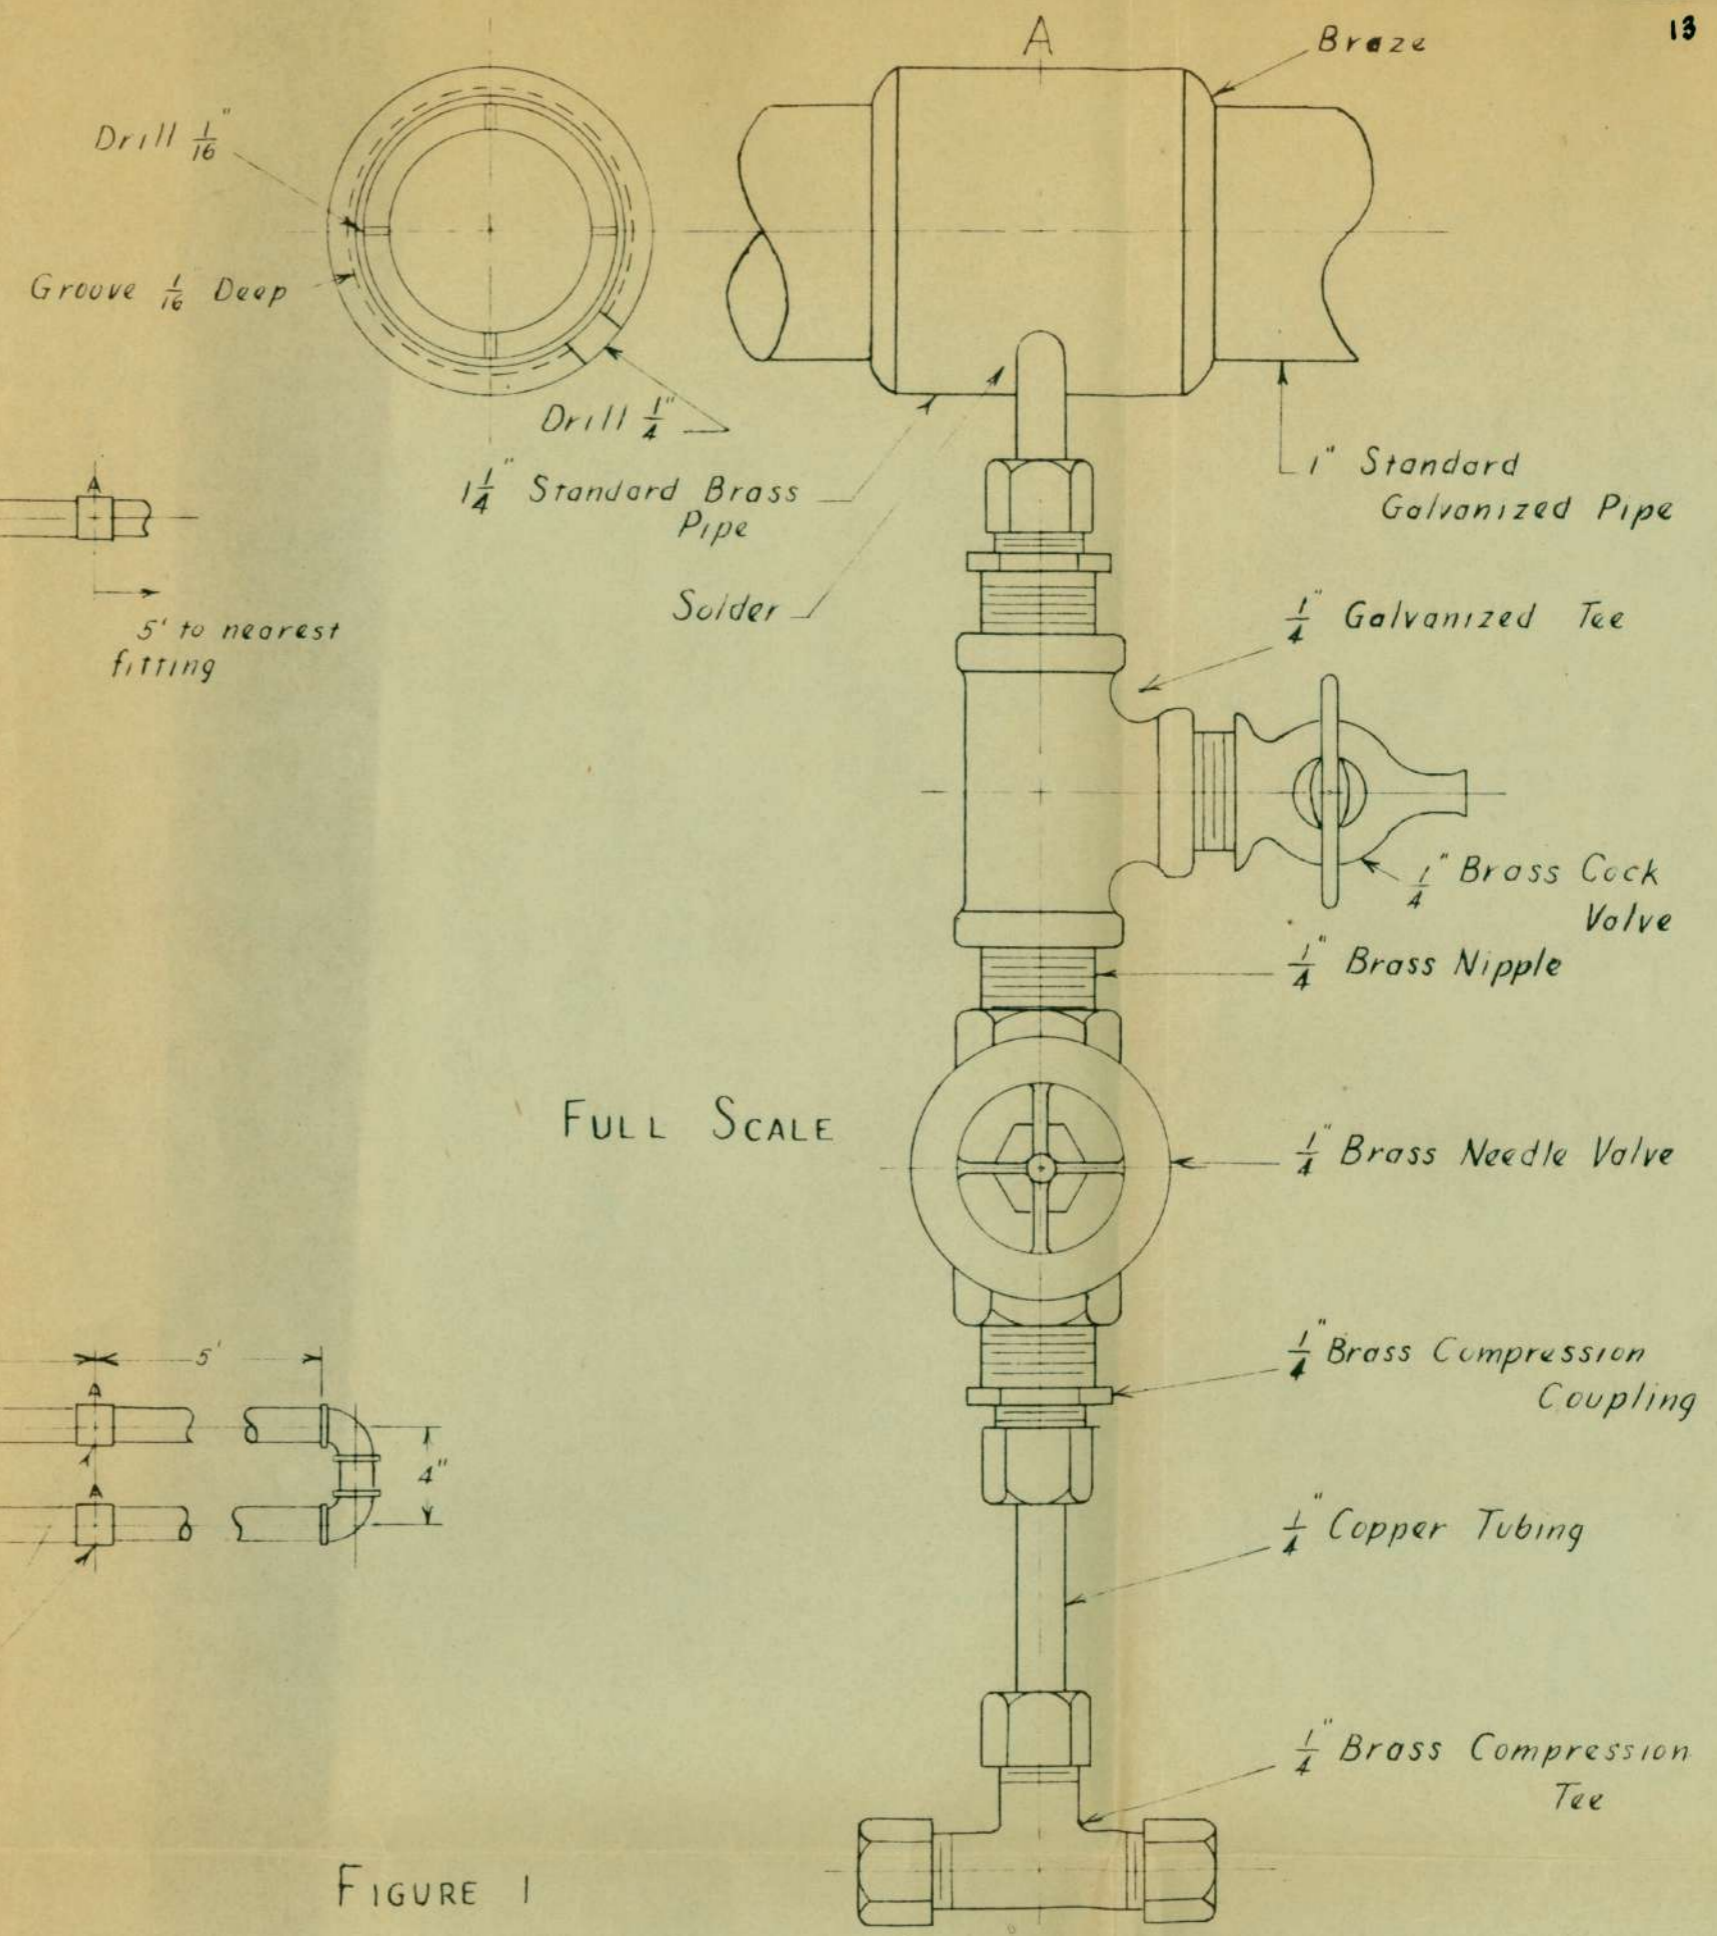 13
A
Braze
Drill 1/16"
Groove 1/16 Deep
Drill 1/4"
1 1/4" Standard Brass
Pipe
Solder
1" Standard
Galvanized Pipe
A
5' to nearest
fitting
1/4" Galvanized Tee
1/4" Brass Cock
Valve
1/4" Brass Nipple
FULL SCALE
1/4" Brass Needle Valve
1/4" Brass Compression
Coupling
5'
A
4"
A
1/4" Copper Tubing
1/4" Brass Compression
Tee
FIGURE 1